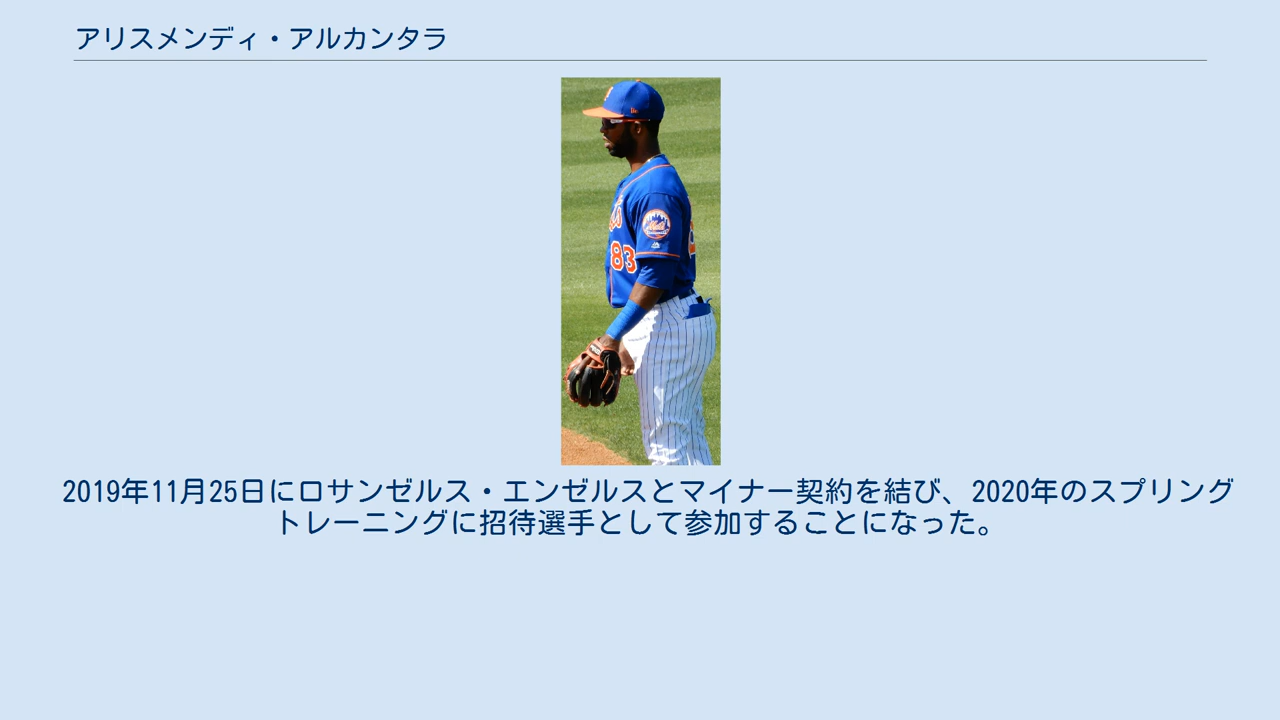 アリスメンディ・アルカンタラ
83
Mets
2019年11月25日にロサンゼルス・エンゼルスとマイナー契約を結び、2020年のスプリング
トレーニングに招待選手として参加することになった。